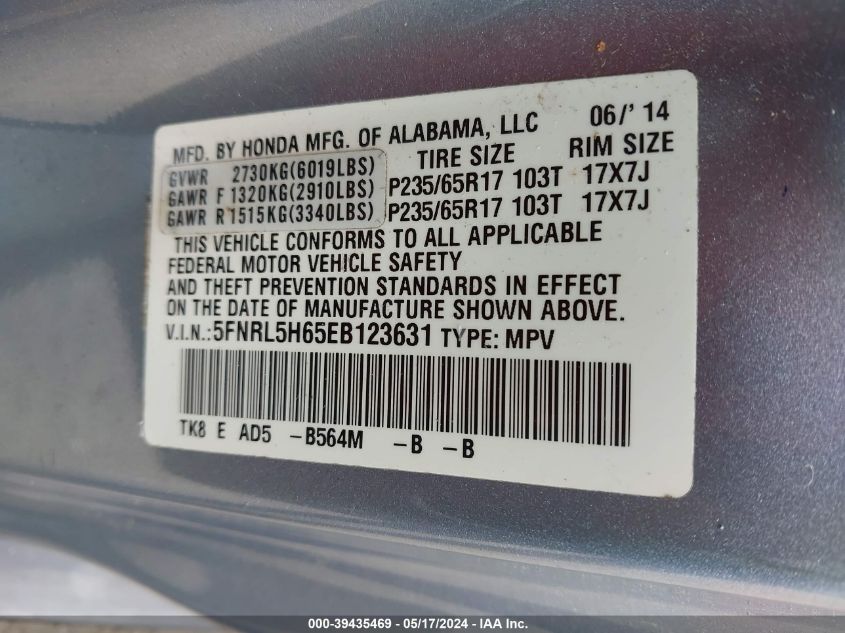 MFD. BY HONDA MFG. OF ALABAMA, LLC 06/' 14
TIRE SIZE RIM SIZE
GVWR 2730KG(6019LBS)
GAWR F 1320KG(2910LBS) P235/65R17 103T 17X7J
GAWR R 1515KG(3340LBS) P235/65R17 103T 17X7J
THIS VEHICLE CONFORMS TO ALL APPLICABLE
FEDERAL MOTOR VEHICLE SAFETY
AND THEFT PREVENTION STANDARDS IN EFFECT
ON THE DATE OF MANUFACTURE SHOWN ABOVE.
V.I.N.:5FNRL5H65EB123631 TYPE: MPV
TK8 E AD5 -B564M -B -B
000-39435469 - 05/17/2024 - IAA Inc.